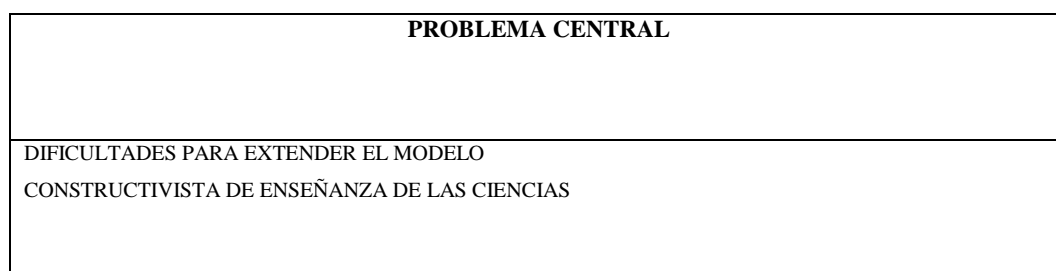 PROBLEMA CENTRAL
DIFICULTADES PARA EXTENDER EL MODELO
CONSTRUCTIVISTA DE ENSEÑANZA DE LAS CIENCIAS